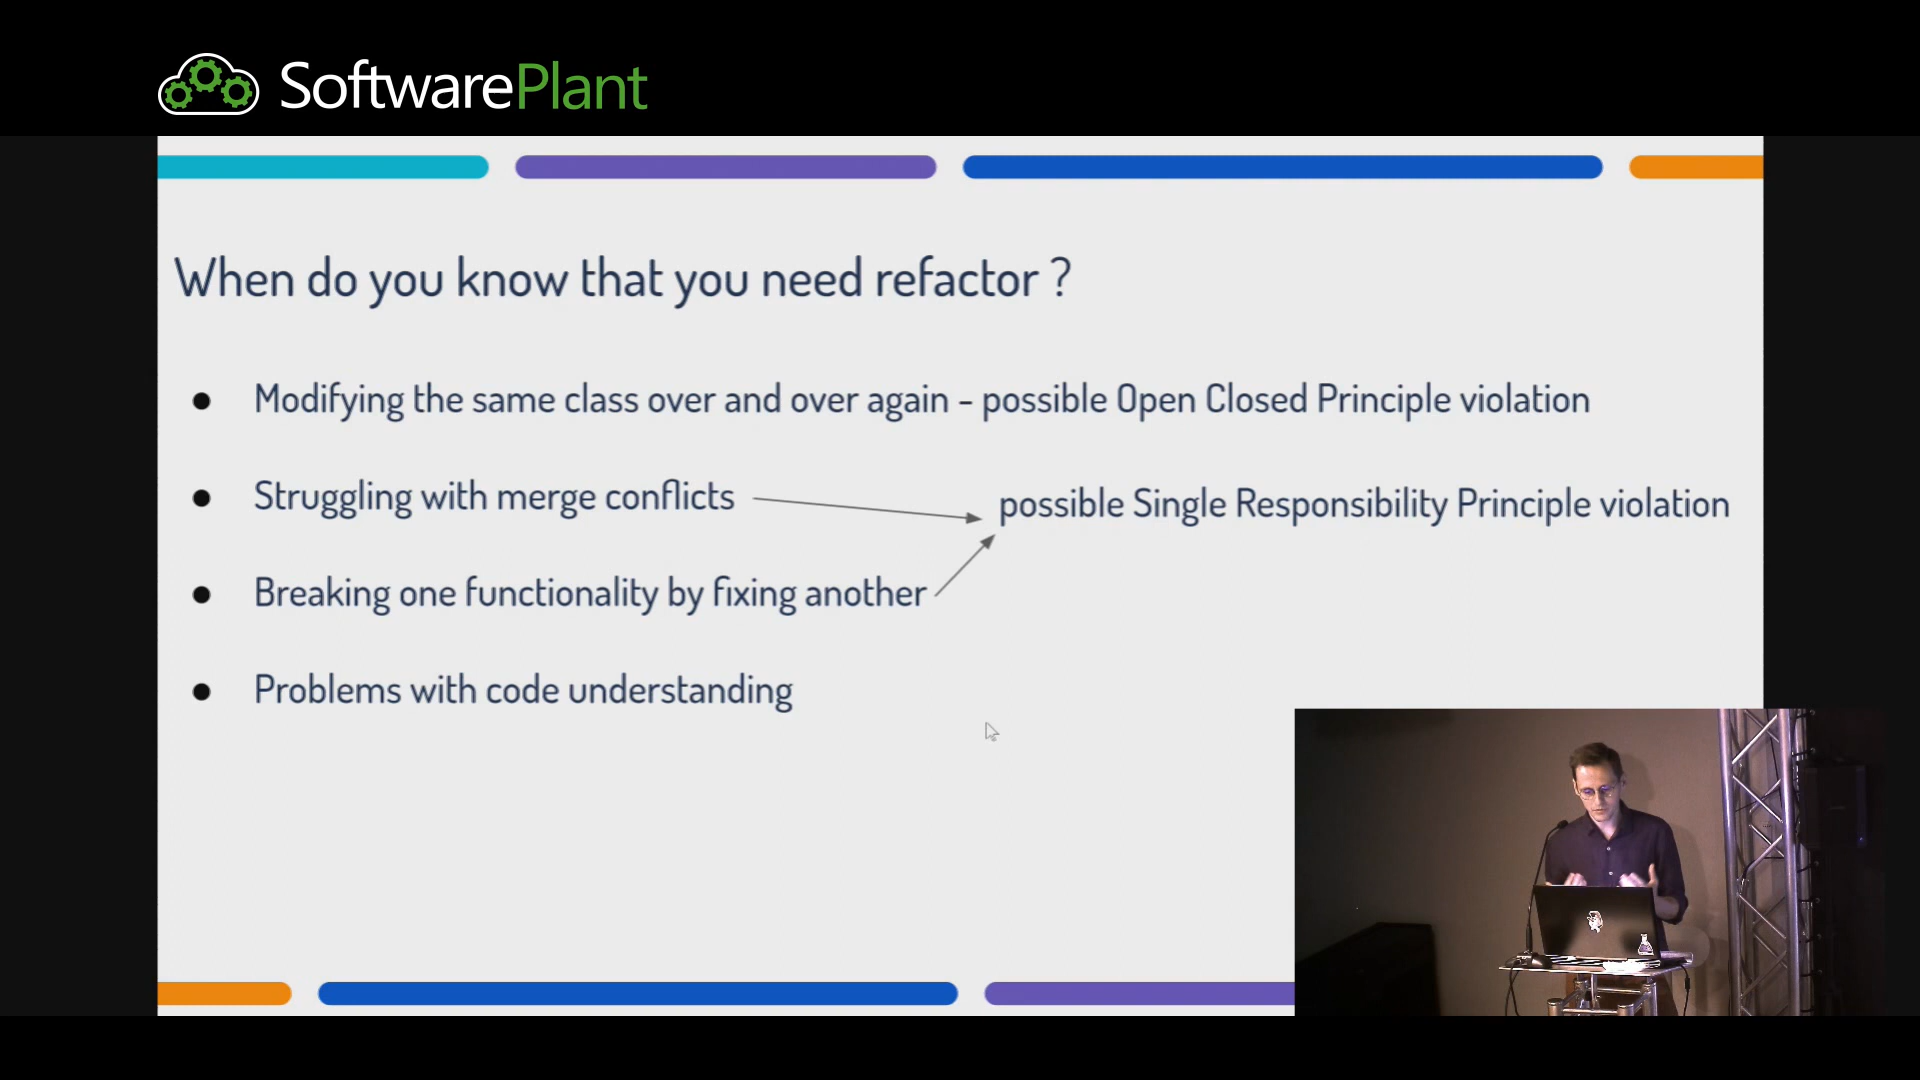 SoftwarePlant
When do you know that you need refactor ?
Modifying the same class over and over again - possible Open Closed Principle violation
Struggling with merge conflicts
possible Single Responsibility Principle violation
Breaking one functionality by fixing another
Problems with code understanding